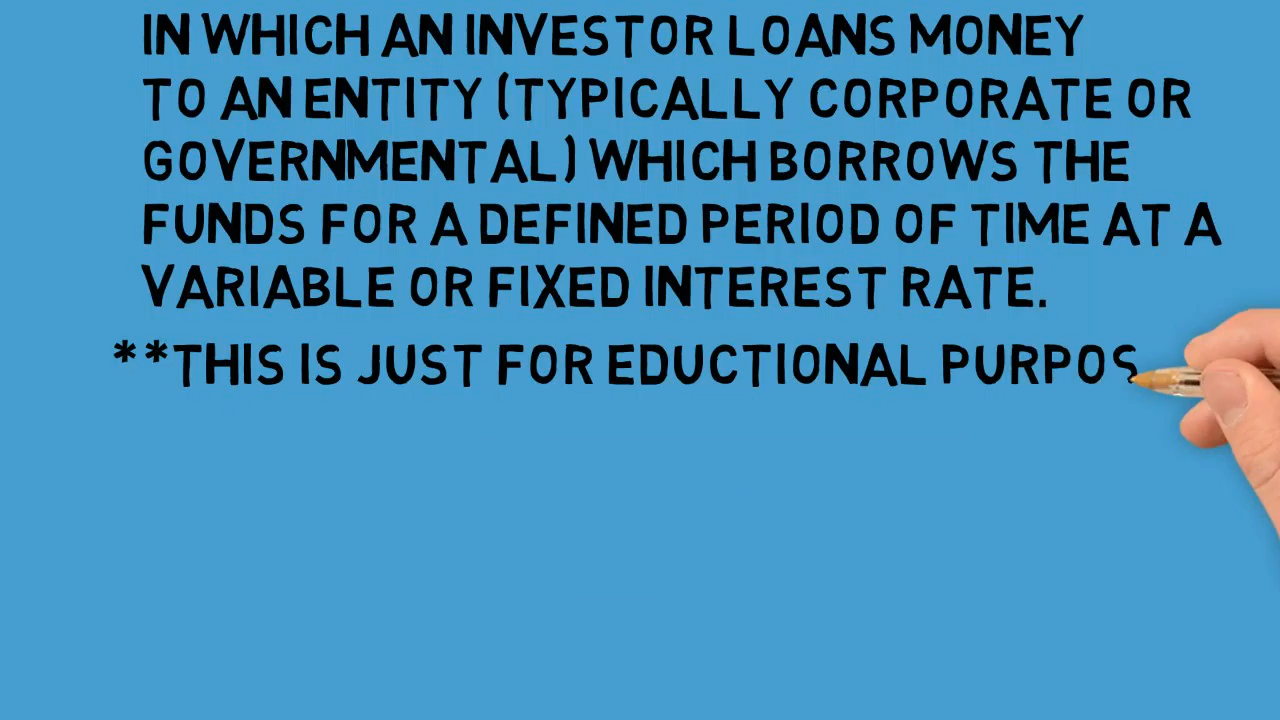 IN WHICH AN INVESTOR LOANS MONEY
TO AN ENTITY (TYPICALLY CORPORATE OR
GOVERNMENTAL) WHICH BORROWS THE
FUNDS FOR A DEFINED PERIOD OF TIME AT A
VARIABLE OR FIXED INTEREST RATE.
**THIS IS JUST FOR EDUCTIONAL PURPOS